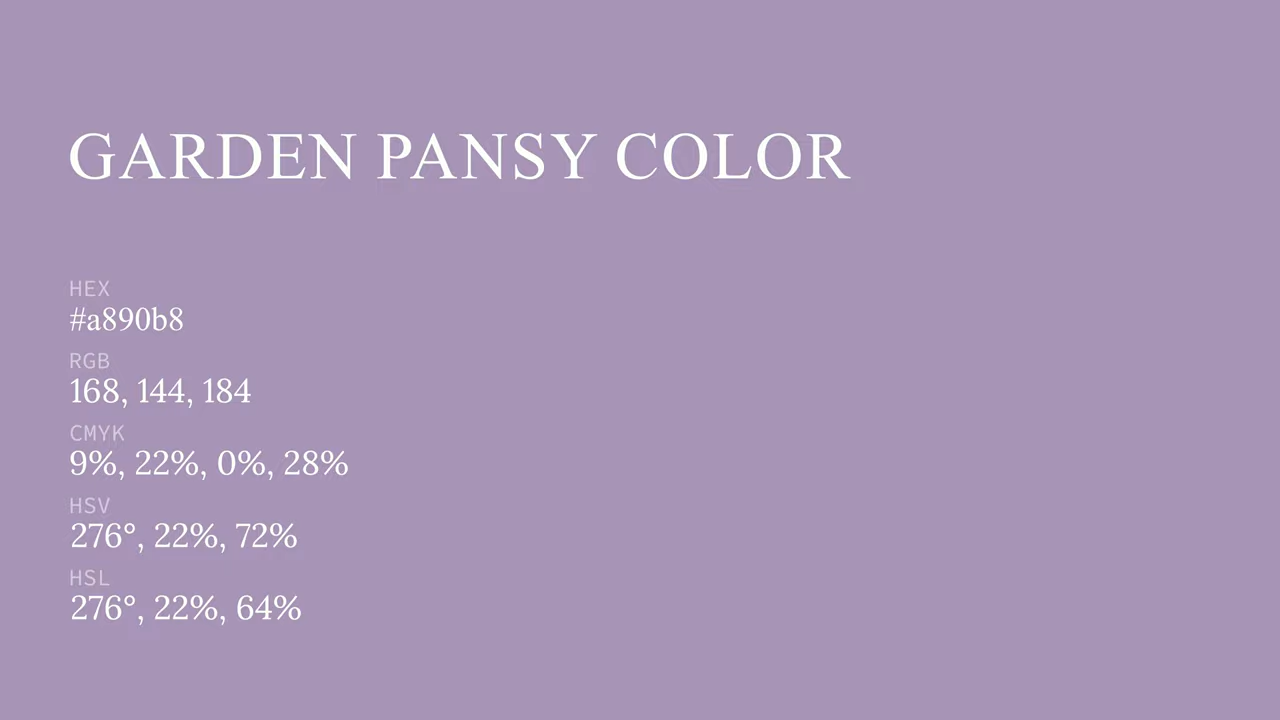 GARDEN PANSY COLOR
HEX
#a890b8
RGB
168, 144, 184
CMYK
9%, 22%, 0%, 28%
HSV
276°, 22%, 72%
HSL
276°, 22%, 64%